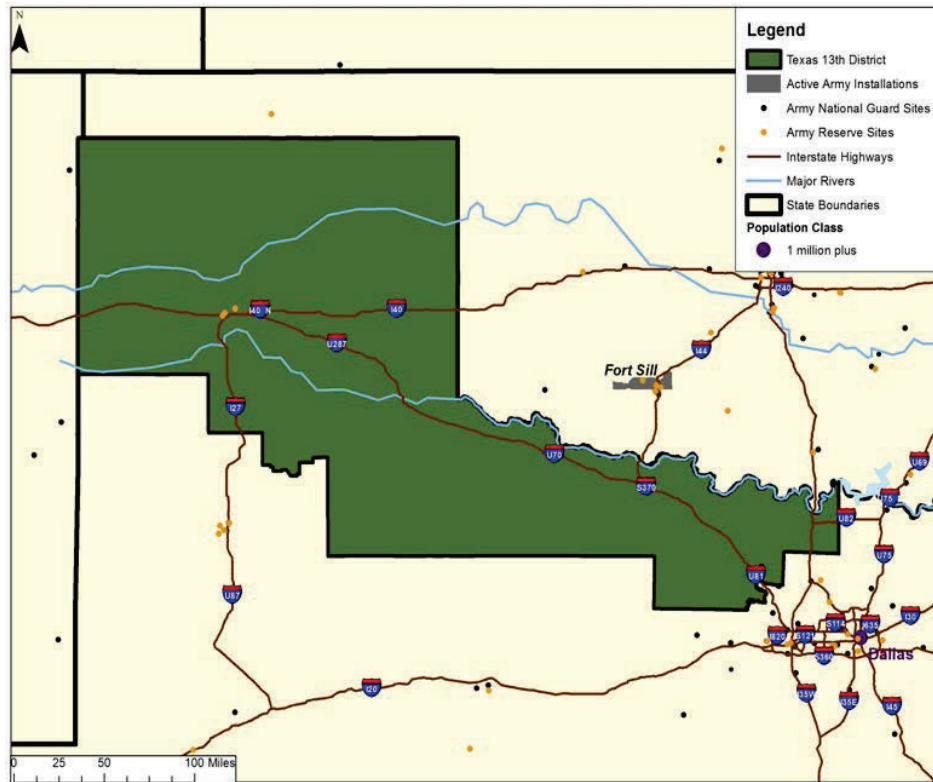 N
Legend
Texas 13th District
Active Army Installations
Army National Guard Sites
Army Reserve Sites
Interstate Highways
Major Rivers
State Boundaries
Population Class
1 million plus
I240
I40 N
I40
U287
I44
Fort Sill
I27
U70
U69
S370
I75
U82
U75
U81
U87
I30
S114
I635
I820
S121
S360
Dallas
I20
I35W
I35E
I45
0 25 50 100 Miles